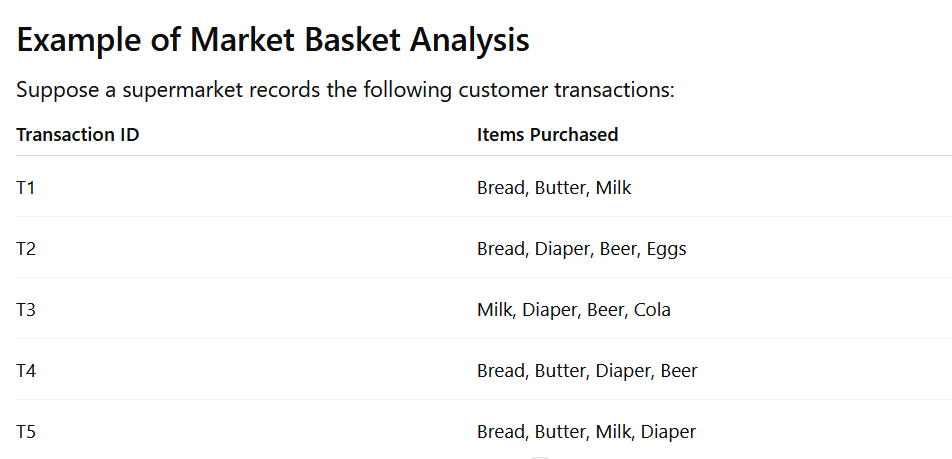 Example of Market Basket Analysis
Suppose a supermarket records the following customer transactions:
Transaction ID Items Purchased
T1 Bread, Butter, Milk
T2 Bread, Diaper, Beer, Eggs
T3 Milk, Diaper, Beer, Cola
T4 Bread, Butter, Diaper, Beer
T5 Bread, Butter, Milk, Diaper